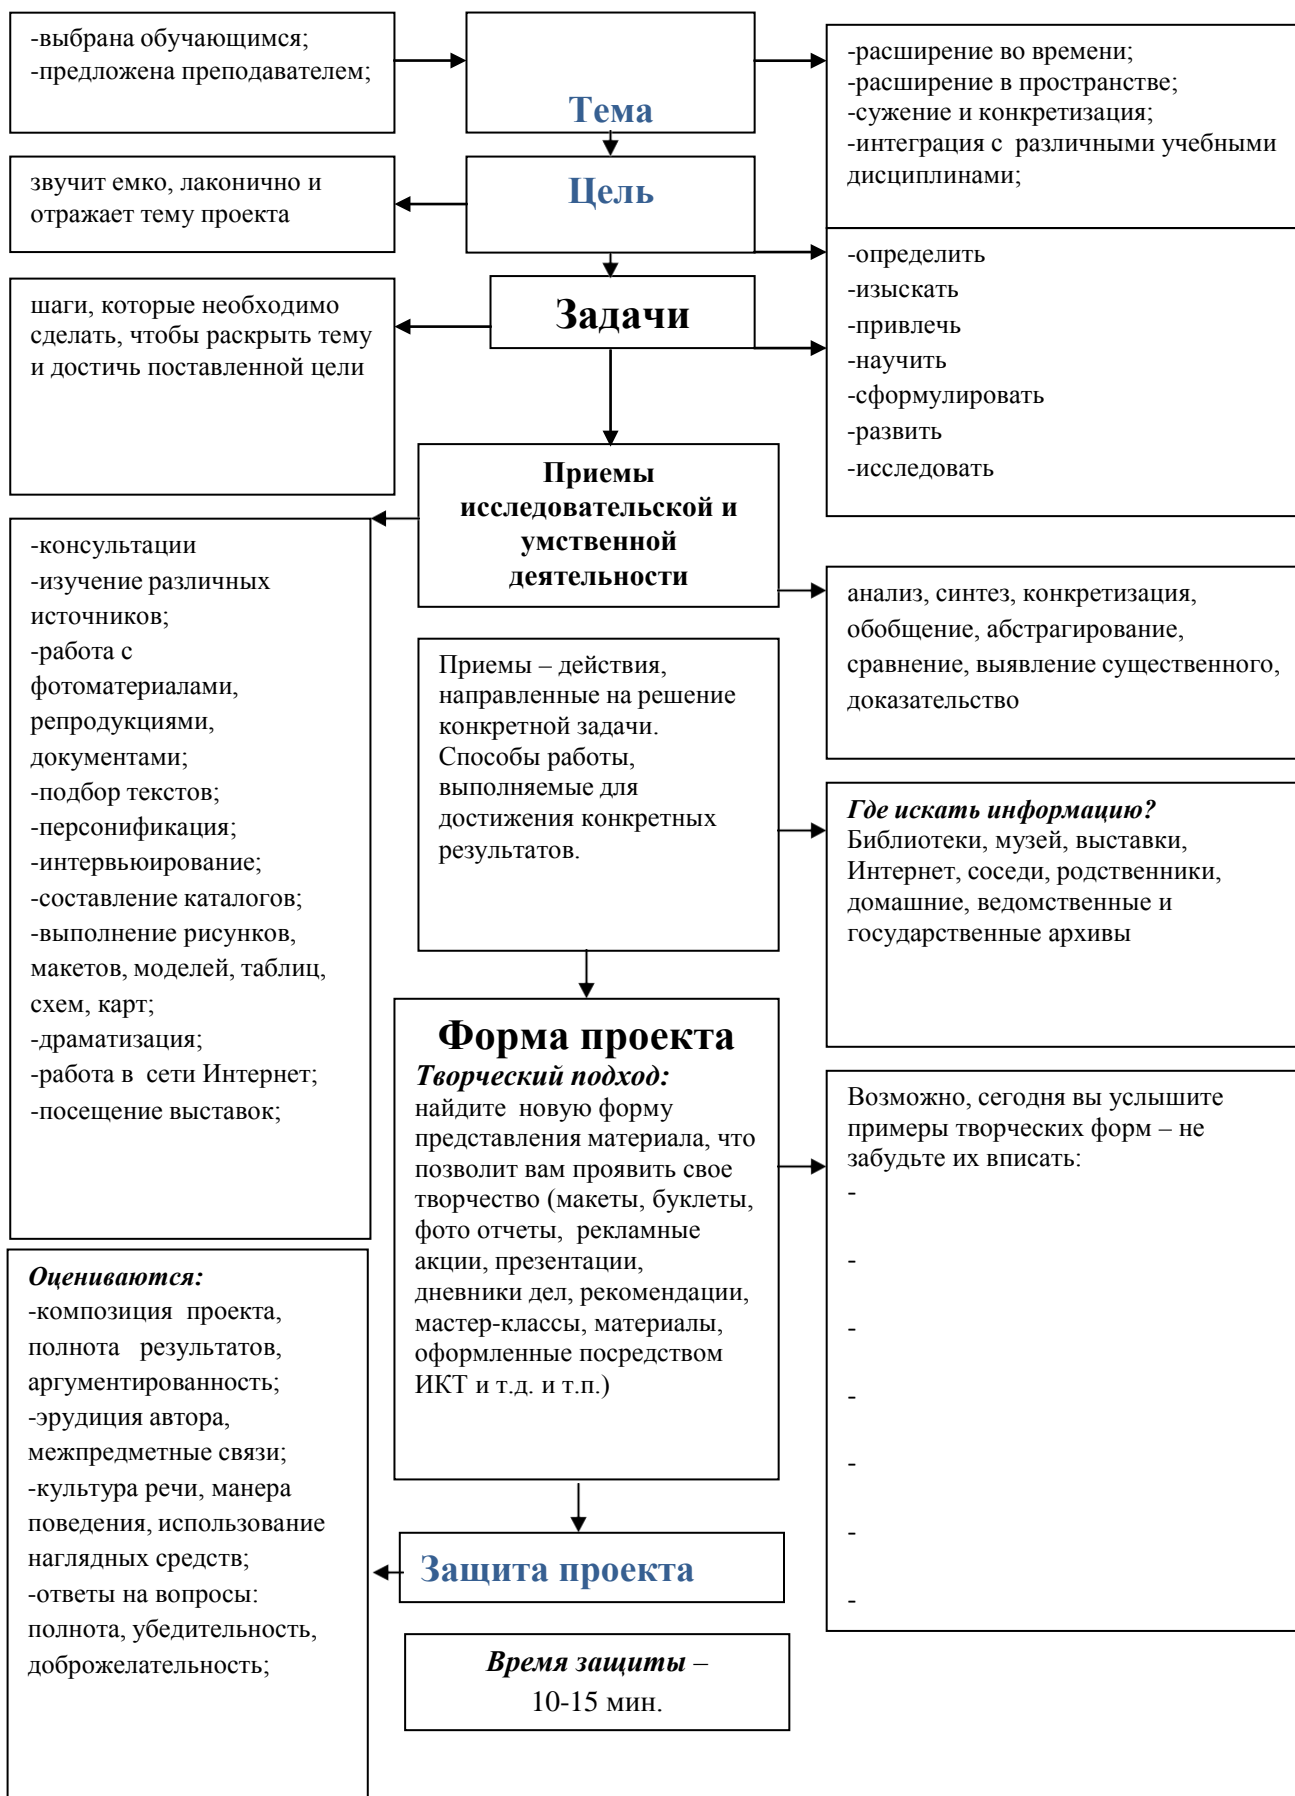 -выбрана обучающимся;
-предложена преподавателем;
Тема
-расширение во времени;
-расширение в пространстве;
-сужение и конкретизация;
-интеграция с  различными учебными
дисциплинами;
звучит емко, лаконично и
отражает тему проекта
Цель
-определить
-изыскать
-привлечь
-научить
-сформулировать
-развить
-исследовать
шаги, которые необходимо
сделать, чтобы раскрыть тему
и достичь поставленной цели
Задачи
Приемы
исследовательской и
умственной
деятельности
-консультации
-изучение различных
источников;
-работа с
фотоматериалами,
репродукциями,
документами;
-подбор текстов;
-персонификация;
-интервьюирование;
-составление каталогов;
-выполнение рисунков,
макетов, моделей, таблиц,
схем, карт;
-драматизация;
-работа в  сети Интернет;
-посещение выставок;
анализ, синтез, конкретизация,
обобщение, абстрагирование,
сравнение, выявление существенного,
доказательство
Приемы – действия,
направленные на решение
конкретной задачи.
Способы работы,
выполняемые для
достижения конкретных
результатов.
Где искать информацию?
Библиотеки, музей, выставки,
Интернет, соседи, родственники,
домашние, ведомственные и
государственные архивы
Форма проекта
Творческий подход:
найдите  новую форму
представления материала, что
позволит вам проявить свое
творчество (макеты, буклеты,
фото отчеты,  рекламные
акции, презентации,
дневники дел, рекомендации,
мастер-классы, материалы,
оформленные посредством
ИКТ и т.д. и т.п.)
Возможно, сегодня вы услышите
примеры творческих форм – не
забудьте их вписать:
-
-
-
-
-
-
-
Оцениваются:
-композиция  проекта,
полнота   результатов,
аргументированность;
-эрудиция автора,
межпредметные связи;
-культура речи, манера
поведения, использование
наглядных средств;
-ответы на вопросы:
полнота, убедительность,
доброжелательность;
Защита проекта
Время защиты –
10-15 мин.